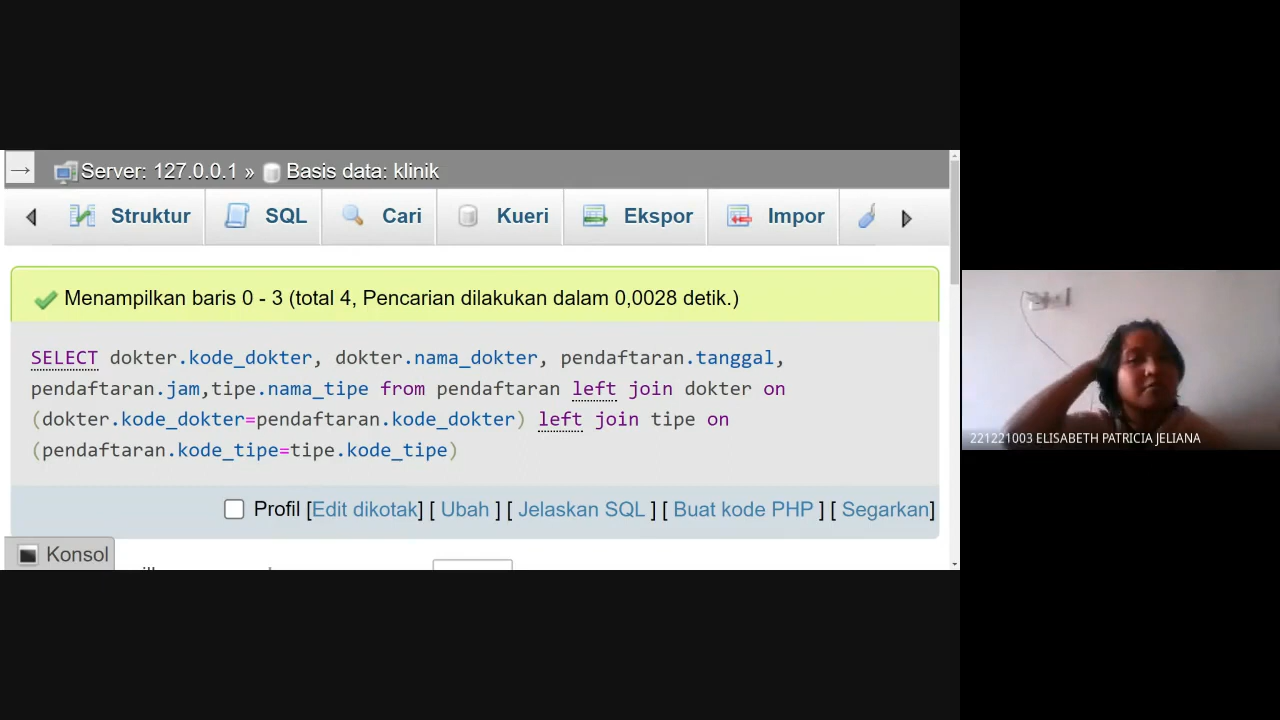 Server: 127.0.0.1 » Basis data: klinik
Struktur SQL Cari Kueri Ekspor Impor
Menampilkan baris 0 - 3 (total 4, Pencarian dilakukan dalam 0,0028 detik.)
SELECT dokter.kode_dokter, dokter.nama_dokter, pendaftaran.tanggal,
pendaftaran.jam,tipe.nama_tipe from pendaftaran left join dokter on
(dokter.kode_dokter=pendaftaran.kode_dokter) left join tipe on
(pendaftaran.kode_tipe=tipe.kode_tipe)
Profil [Edit dikotak] [ Ubah ] [ Jelaskan SQL ] [ Buat kode PHP ] [ Segarkan]
Konsol
221221003 ELISABETH PATRICIA JELIANA